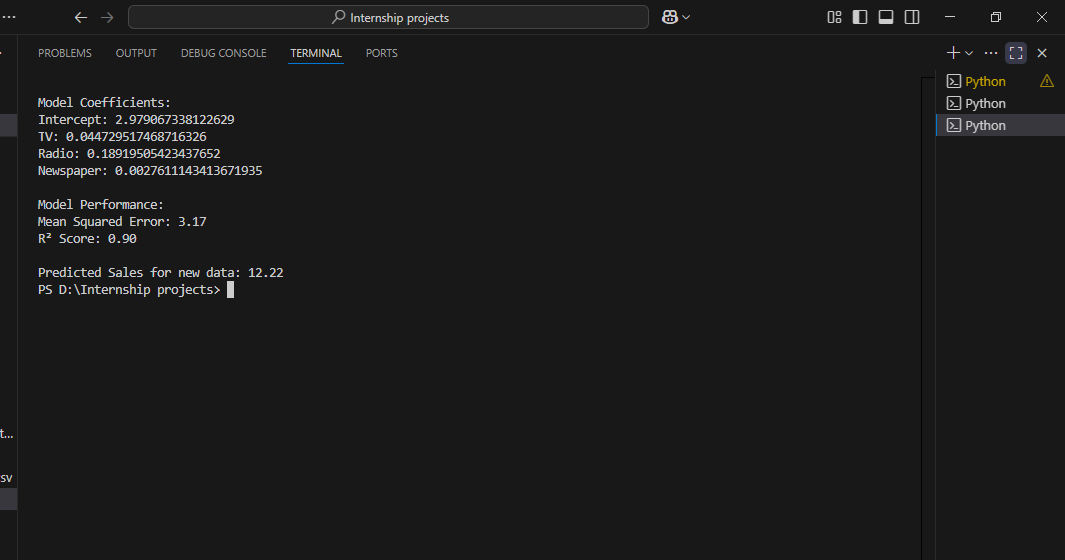 Internship projects
PROBLEMS OUTPUT DEBUG CONSOLE TERMINAL PORTS
Python
Python
Python
Model Coefficients:
Intercept: 2.979067338122629
TV: 0.044729517468716326
Radio: 0.18919505423437652
Newspaper: 0.0027611143413671935
Model Performance:
Mean Squared Error: 3.17
R² Score: 0.90
Predicted Sales for new data: 12.22
PS D:\Internship projects>
t...
sv